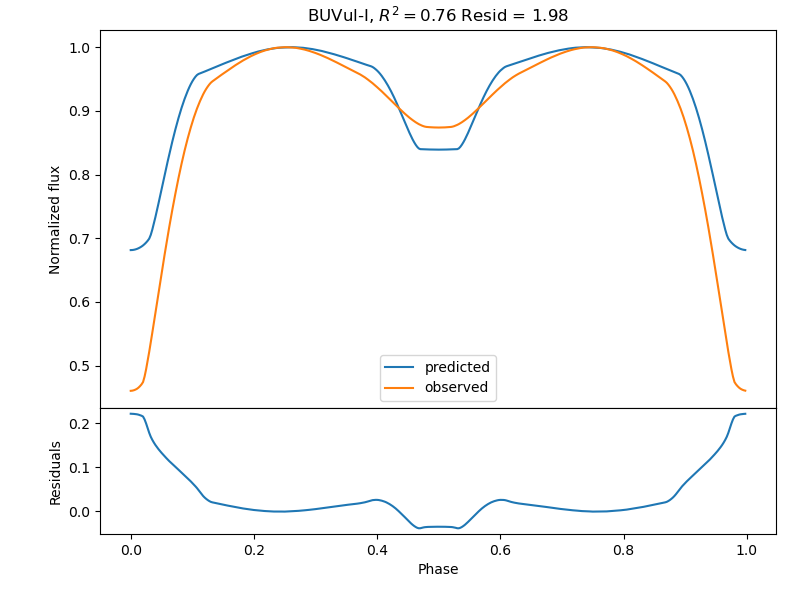 BUVul-I, R² = 0.76 Resid = 1.98
Normalized flux
1.0
0.9
0.8
0.7
0.6
0.5
predicted
observed
Residuals
0.2
0.1
0.0
0.0 0.2 0.4 0.6 0.8 1.0
Phase